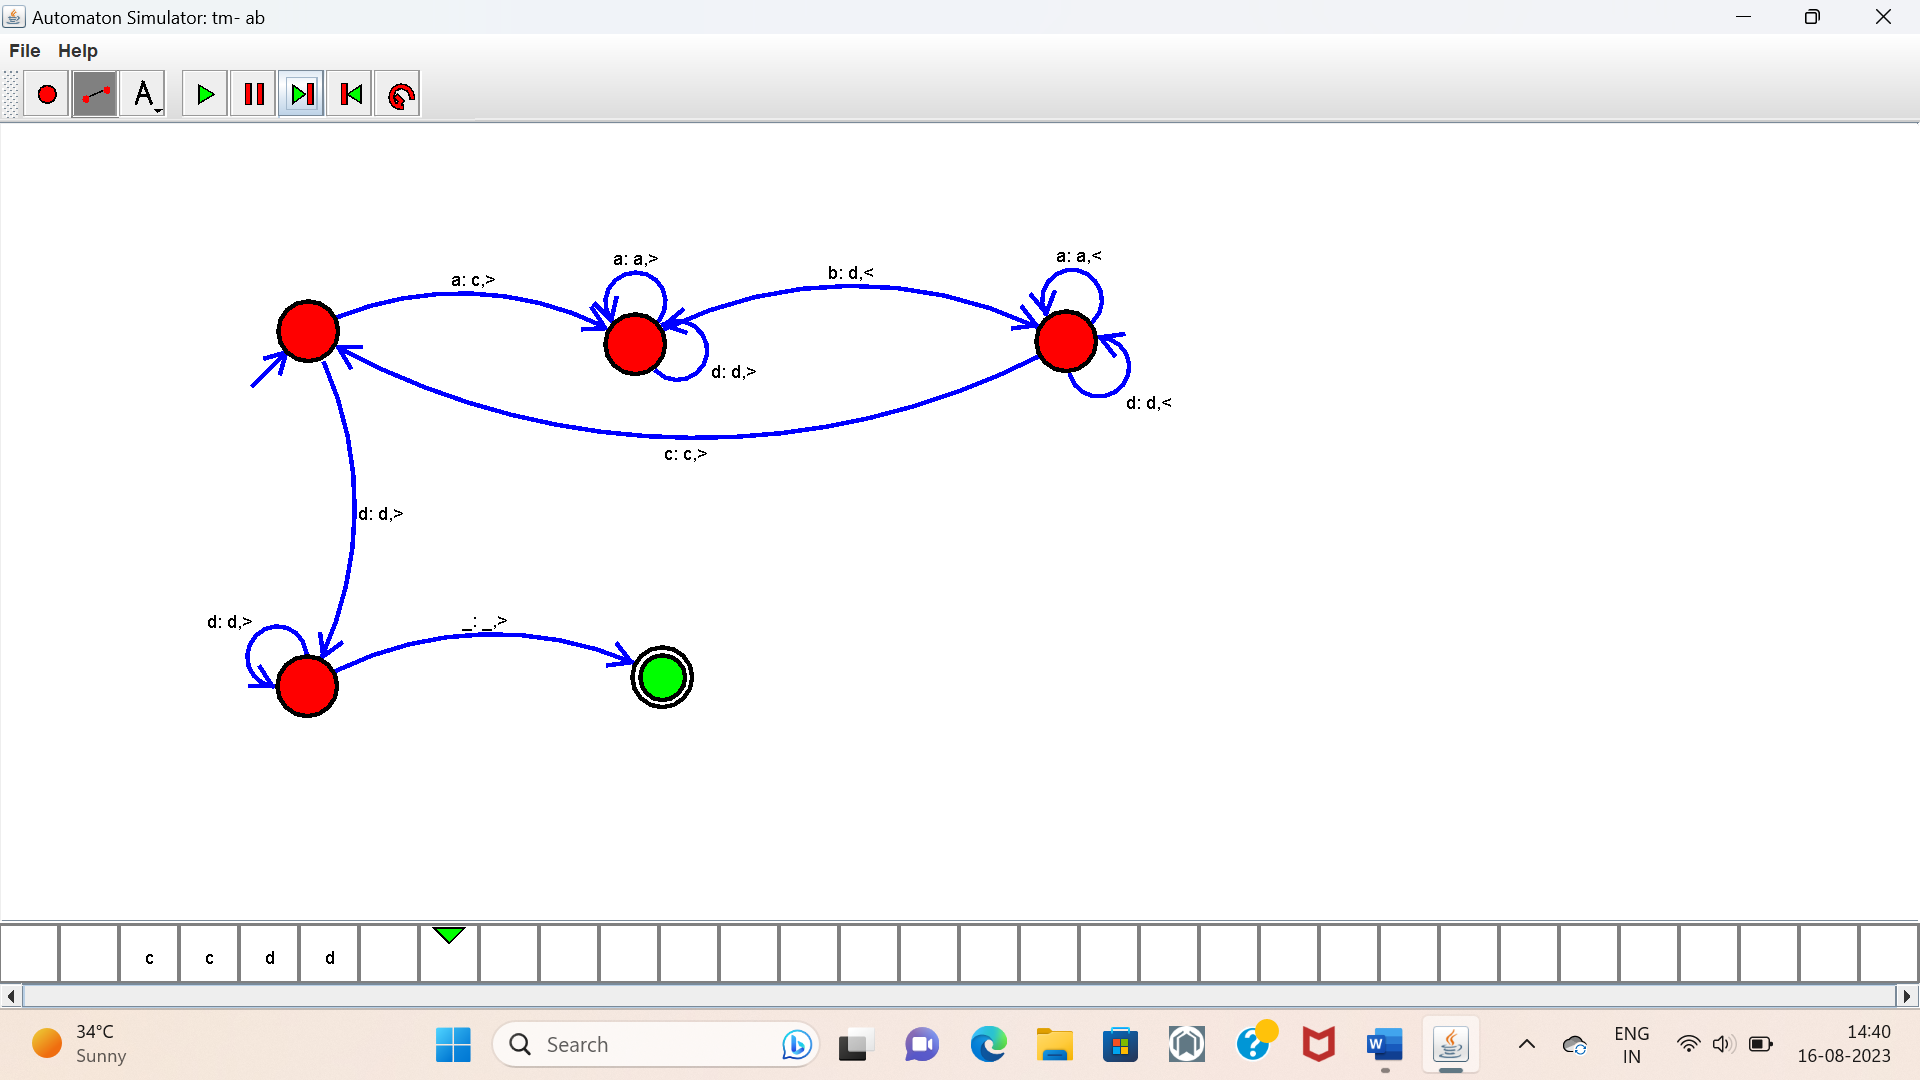 Automaton Simulator: tm- ab
File Help
A
a: a,>
a: a,<
a: c,>
b: d,<
d: d,>
d: d,<
c: c,>
d: d,>
d: d,>
_: _,>
c c d d
34°C
Sunny
Search
W
ENG
IN
14:40
16-08-2023